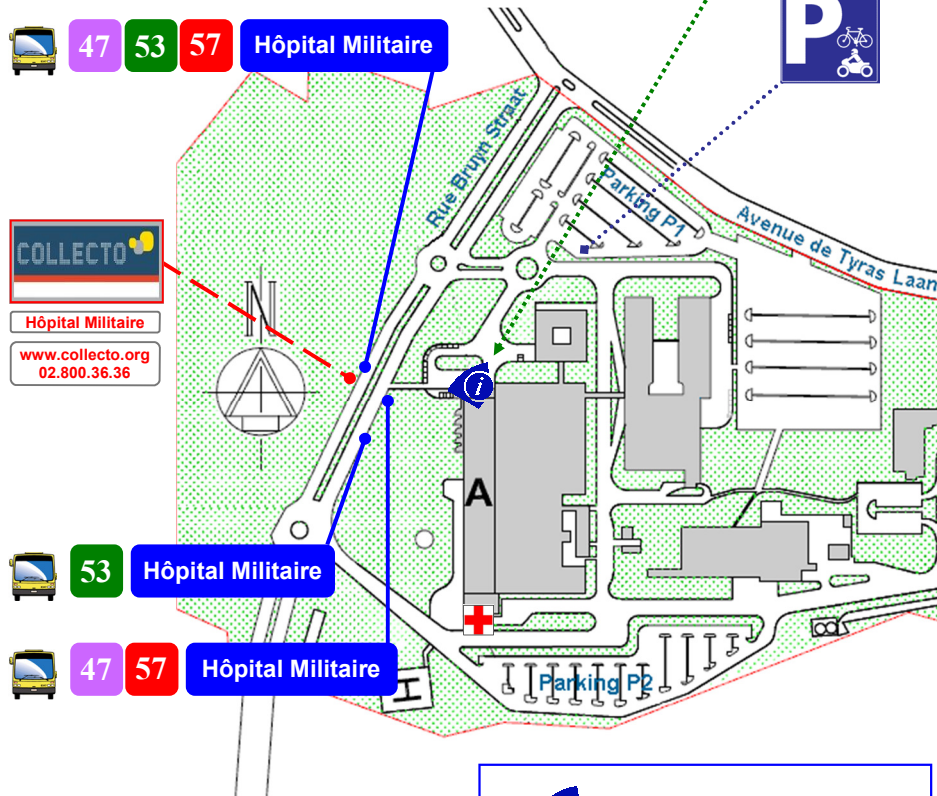 47 53 57 Hôpital Militaire
P
Rue Bruyn Straat
Parking P1
Avenue de Tyras Laan
COLLECTO
Hôpital Militaire
www.collecto.org
02.800.36.36
N
i
A
53 Hôpital Militaire
47 57 Hôpital Militaire
H
Parking P2